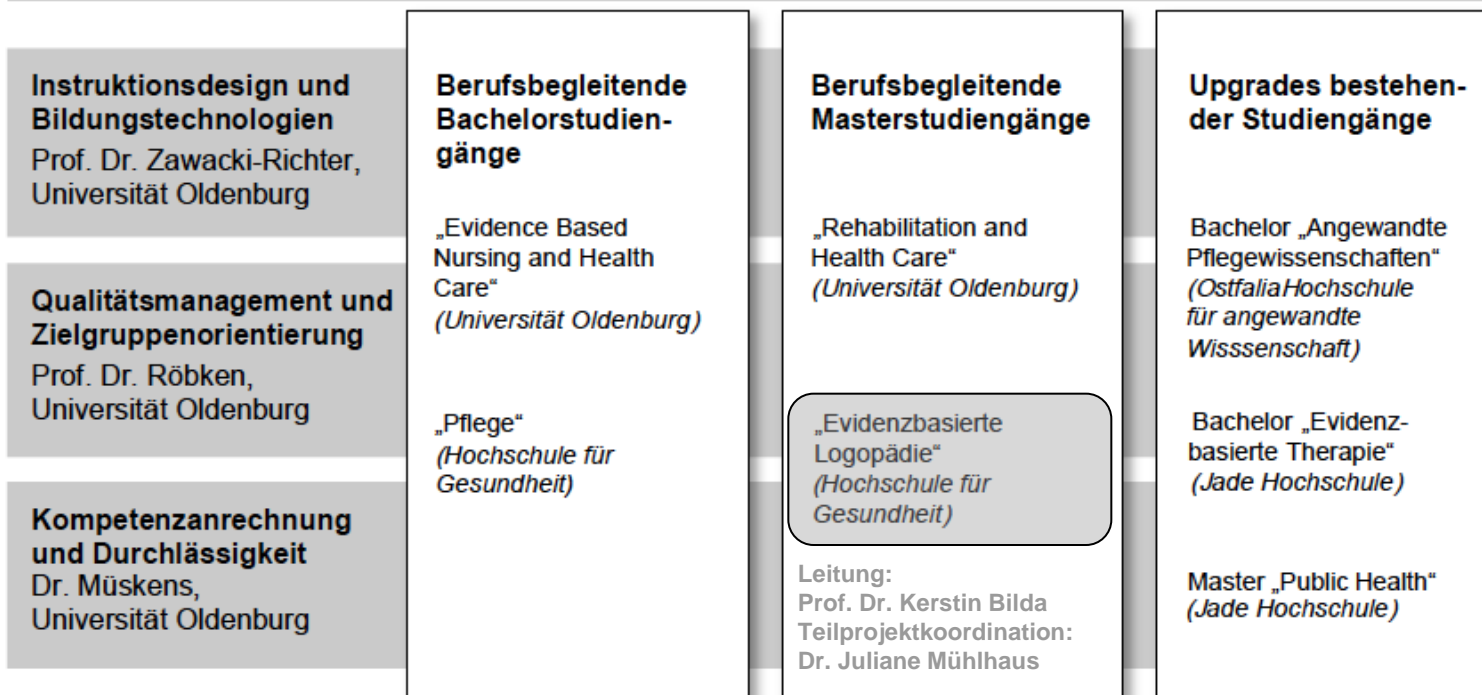 Instruktionsdesign und
Bildungstechnologien
Prof. Dr. Zawacki-Richter,
Universität Oldenburg
Qualitätsmanagement und
Zielgruppenorientierung
Prof. Dr. Röbken,
Universität Oldenburg
Kompetenzanrechnung
und Durchlässigkeit
Dr. Müskens,
Universität Oldenburg
Berufsbegleitende
Bachelorstudien-
gänge
„Evidence Based
Nursing and Health
Care“
(Universität Oldenburg)
„Pflege“
(Hochschule für
Gesundheit)
Berufsbegleitende
Masterstudiengänge
„Rehabilitation and
Health Care“
(Universität Oldenburg)
„Evidenzbasierte
Logopädie“
(Hochschule für
Gesundheit)
Leitung:
Prof. Dr. Kerstin Bilda
Teilprojektkoordination:
Dr. Juliane Mühlhaus
Upgrades bestehen-
der Studiengänge
Bachelor „Angewandte
Pflegewissenschaften“
(Ostfalia Hochschule
für angewandte
Wisssenschaft)
Bachelor „Evidenz-
basierte Therapie“
(Jade Hochschule)
Master „Public Health“
(Jade Hochschule)